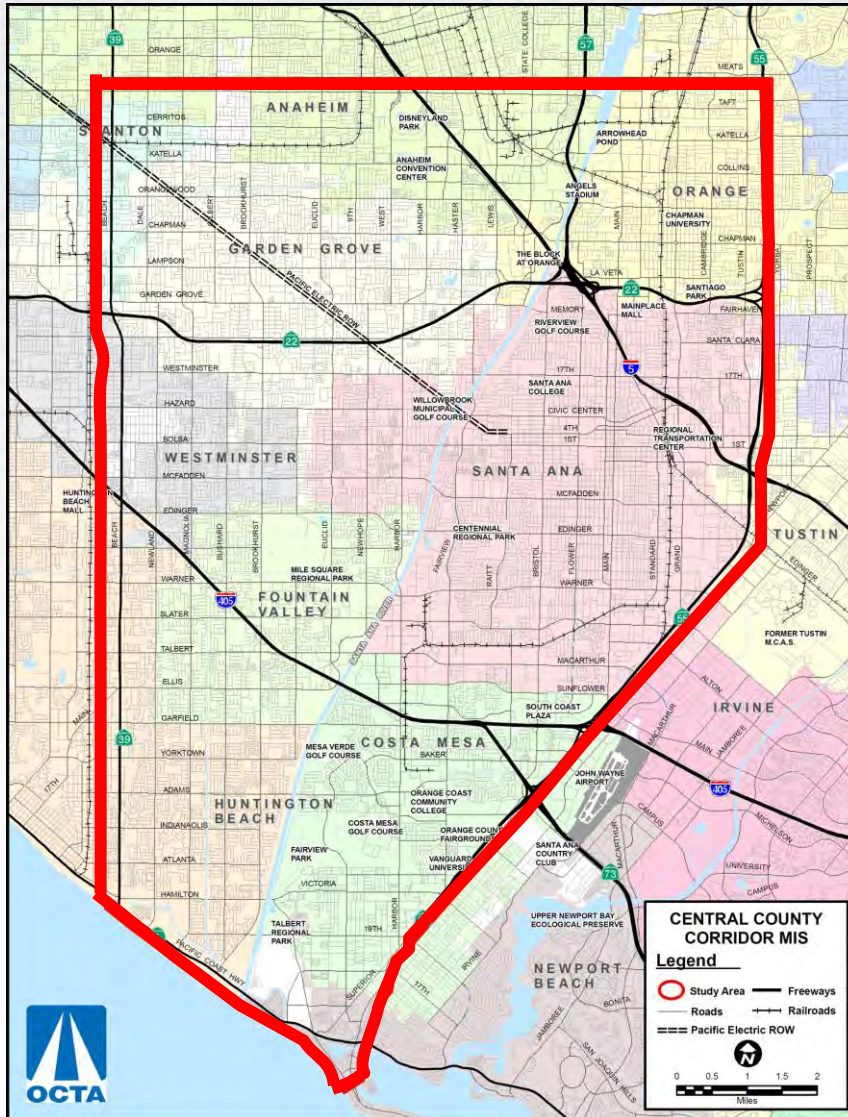 39
57
55
STATE COLLEGE
ORANGE
MEATS
ANAHEIM
DISNEYLAND
PARK
TAFT
CERRITOS
STANTON
KATELLA
ARROWHEAD
POND
KATELLA
ANAHEIM
CONVENTION
CENTER
COLLINS
ORANGEWOOD
ANGELS
STADIUM
ORANGE
BEACH
DALE
GILBERT
BROOKHURST
EUCLID
9TH
WEST
HARBOR
HASTER
LEWIS
MAIN
CHAPMAN
UNIVERSITY
CAMBRIDGE
TUSTIN
YORBA
PROSPECT
CHAPMAN
CHAPMAN
GARDEN GROVE
THE BLOCK
AT ORANGE
LAMPSON
LA VETA
PACIFIC ELECTRIC ROW
22
SANTIAGO
PARK
GARDEN GROVE
MEMORY
MAINPLACE
MALL
FAIRHAVEN
RIVERVIEW
GOLF COURSE
22
SANTA CLARA
WESTMINSTER
17TH
5
17TH
SANTA ANA
COLLEGE
HAZARD
WILLOWBROOK
MUNICIPAL
GOLF COURSE
CIVIC CENTER
4TH
1ST
REGIONAL
TRANSPORTATION
CENTER
1ST
BOLSA
WESTMINSTER
SANTA ANA
MCFADDEN
MCFADDEN
HUNTINGTON
BEACH
MALL
EDINGER
NEWPORT
BEACH
NEWLAND
MAGNOLIA
BUSHARD
BROOKHURST
EUCLID
NEWHOPE
HARBOR
CENTENNIAL
REGIONAL PARK
EDINGER
TUSTIN
FAIRVIEW
RAITT
BRISTOL
FLOWER
MAIN
STANDARD
GRAND
EDINGER
WARNER
MILE SQUARE
REGIONAL PARK
WARNER
405
FOUNTAIN
VALLEY
SLATER
SANTA ANA RIVER
55
FORMER TUSTIN
M.C.A.S.
TALBERT
MACARTHUR
ELLIS
SUNFLOWER
ALTON
MAIN
GARFIELD
SOUTH COAST
PLAZA
IRVINE
MACARTHUR
39
YORKTOWN
MESA VERDE
GOLF COURSE
COSTA MESA
BAKER
MAIN
JAMBOREE
17TH
JOHN WAYNE
AIRPORT
405
ADAMS
ORANGE COAST
COMMUNITY
COLLEGE
HUNTINGTON
BEACH
CAMPUS
MICHELSON
INDIANAOLIS
COSTA MESA
GOLF COURSE
ORANGE COUNTY
FAIRGROUNDS
MACARTHUR
SANTA ANA
COUNTRY
CLUB
ATLANTA
FAIRVIEW
PARK
VANGUARD
UNIVERSITY
73
UNIVERSITY
VICTORIA
CAMPUS
HAMILTON
HARBOR
UPPER NEWPORT BAY
ECOLOGICAL PRESERVE
TALBERT
REGIONAL
PARK
19TH
PACIFIC COAST HWY
IRVINE
SUPERIOR
17TH
NEWPORT
BEACH
JAMBOREE
BONITA
SAN JOAQUIN HILLS
CENTRAL COUNTY
CORRIDOR MIS
Legend
Study Area
Freeways
Roads
Railroads
Pacific Electric ROW
N
0 0.5 1 1.5 2
Miles
OCTA